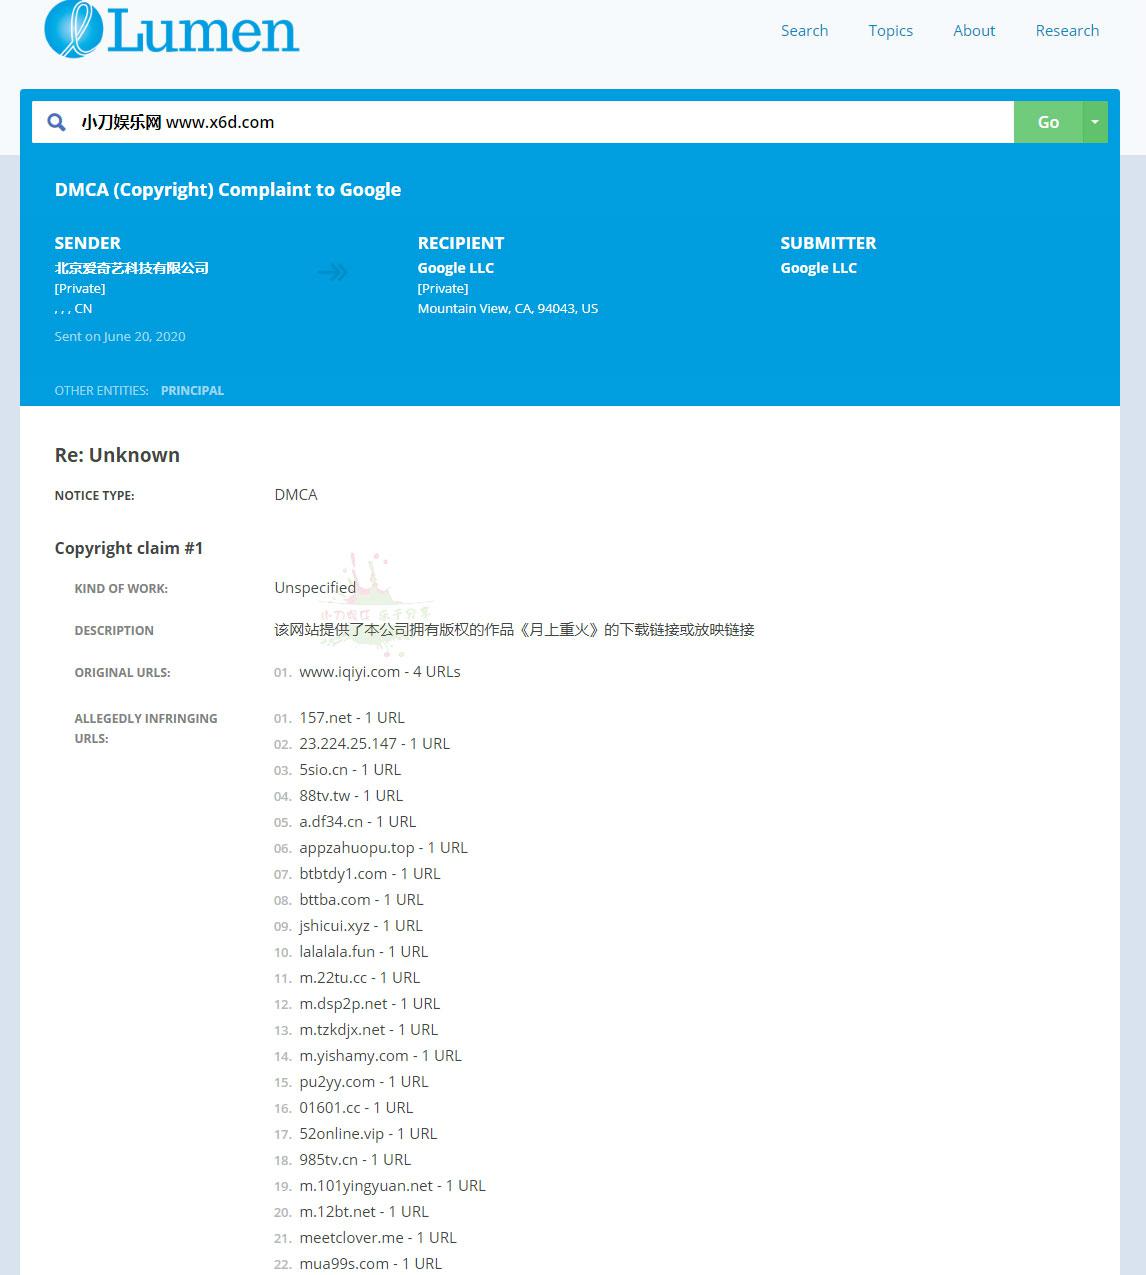 Lumen
Search Topics About Research
小刀娱乐网 www.x6d.com Go
DMCA (Copyright) Complaint to Google
SENDER
北京爱奇艺科技有限公司
[Private]
, , , CN
Sent on June 20, 2020
RECIPIENT
Google LLC
[Private]
Mountain View, CA, 94043, US
SUBMITTER
Google LLC
OTHER ENTITIES: PRINCIPAL
Re: Unknown
NOTICE TYPE: DMCA
Copyright claim #1
KIND OF WORK: Unspecified
小刀娱乐 乐于分享
DESCRIPTION 该网站提供了本公司拥有版权的作品《月上重火》的下载链接或放映链接
ORIGINAL URLS: 01. www.iqiyi.com - 4 URLs
ALLEGEDLY INFRINGING
URLS:
01. 157.net - 1 URL
02. 23.224.25.147 - 1 URL
03. 5sio.cn - 1 URL
04. 88tv.tw - 1 URL
05. a.df34.cn - 1 URL
06. appzahuopu.top - 1 URL
07. btbtdy1.com - 1 URL
08. bttba.com - 1 URL
09. jshicui.xyz - 1 URL
10. lalalala.fun - 1 URL
11. m.22tu.cc - 1 URL
12. m.dsp2p.net - 1 URL
13. m.tzkdjx.net - 1 URL
14. m.yishamy.com - 1 URL
15. pu2yy.com - 1 URL
16. 01601.cc - 1 URL
17. 52online.vip - 1 URL
18. 985tv.cn - 1 URL
19. m.101yingyuan.net - 1 URL
20. m.12bt.net - 1 URL
21. meetclover.me - 1 URL
22. mua99s.com - 1 URL